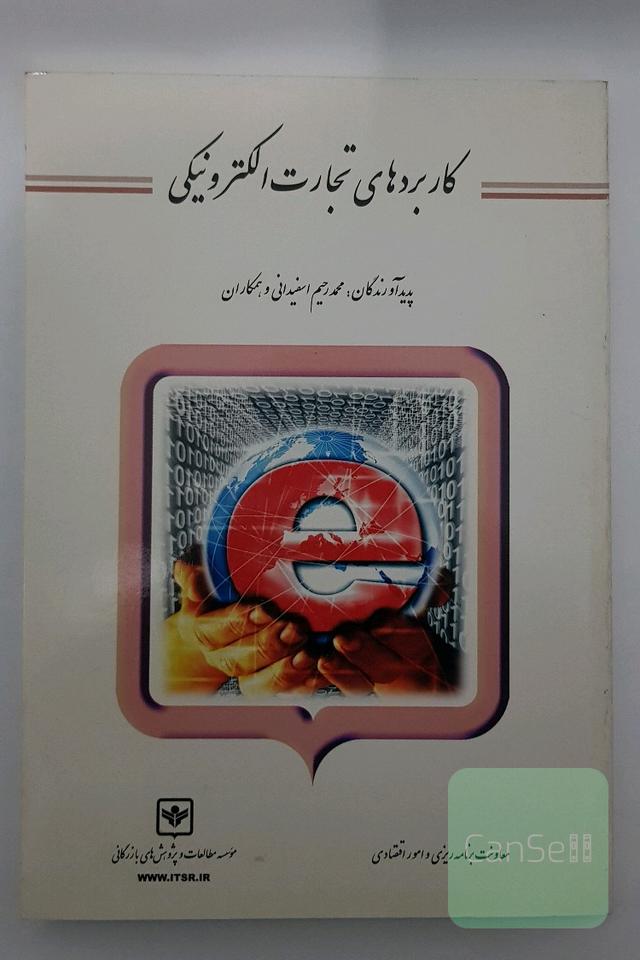 کاربردهای تجارت الکترونیکی
پدیدآورندگان: محمدرحیم اسفیدانی و همکاران
e
معاونت برنامه‌ریزی و امور اقتصادی
مؤسسه مطالعات و پژوهش‌های بازرگانی
WWW.ITSR.IR
CanSell